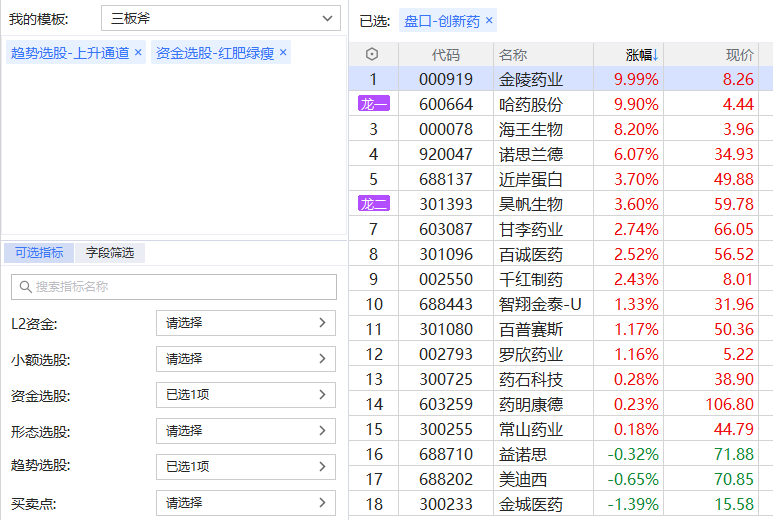 我的模板: 三板斧
趋势选股-上升通道 × 资金选股-红肥绿瘦 ×
可选指标 字段筛选
搜索指标名称
L2资金: 请选择
小额选股: 请选择
资金选股: 已选1项
形态选股: 请选择
趋势选股: 已选1项
买卖点: 请选择
已选: 盘口-创新药 ×
代码 名称 涨幅↓ 现价
1 000919 金陵药业 9.99% 8.26
龙一 600664 哈药股份 9.90% 4.44
3 000078 海王生物 8.20% 3.96
4 920047 诺思兰德 6.07% 34.93
5 688137 近岸蛋白 3.70% 49.88
龙二 301393 昊帆生物 3.60% 59.78
7 603087 甘李药业 2.74% 66.05
8 301096 百诚医药 2.52% 56.52
9 002550 千红制药 2.43% 8.01
10 688443 智翔金泰-U 1.33% 31.96
11 301080 百普赛斯 1.17% 50.36
12 002793 罗欣药业 1.16% 5.22
13 300725 药石科技 0.28% 38.90
14 603259 药明康德 0.23% 106.80
15 300255 常山药业 0.18% 44.79
16 688710 益诺思 -0.32% 71.88
17 688202 美迪西 -0.65% 70.85
18 300233 金城医药 -1.39% 15.58